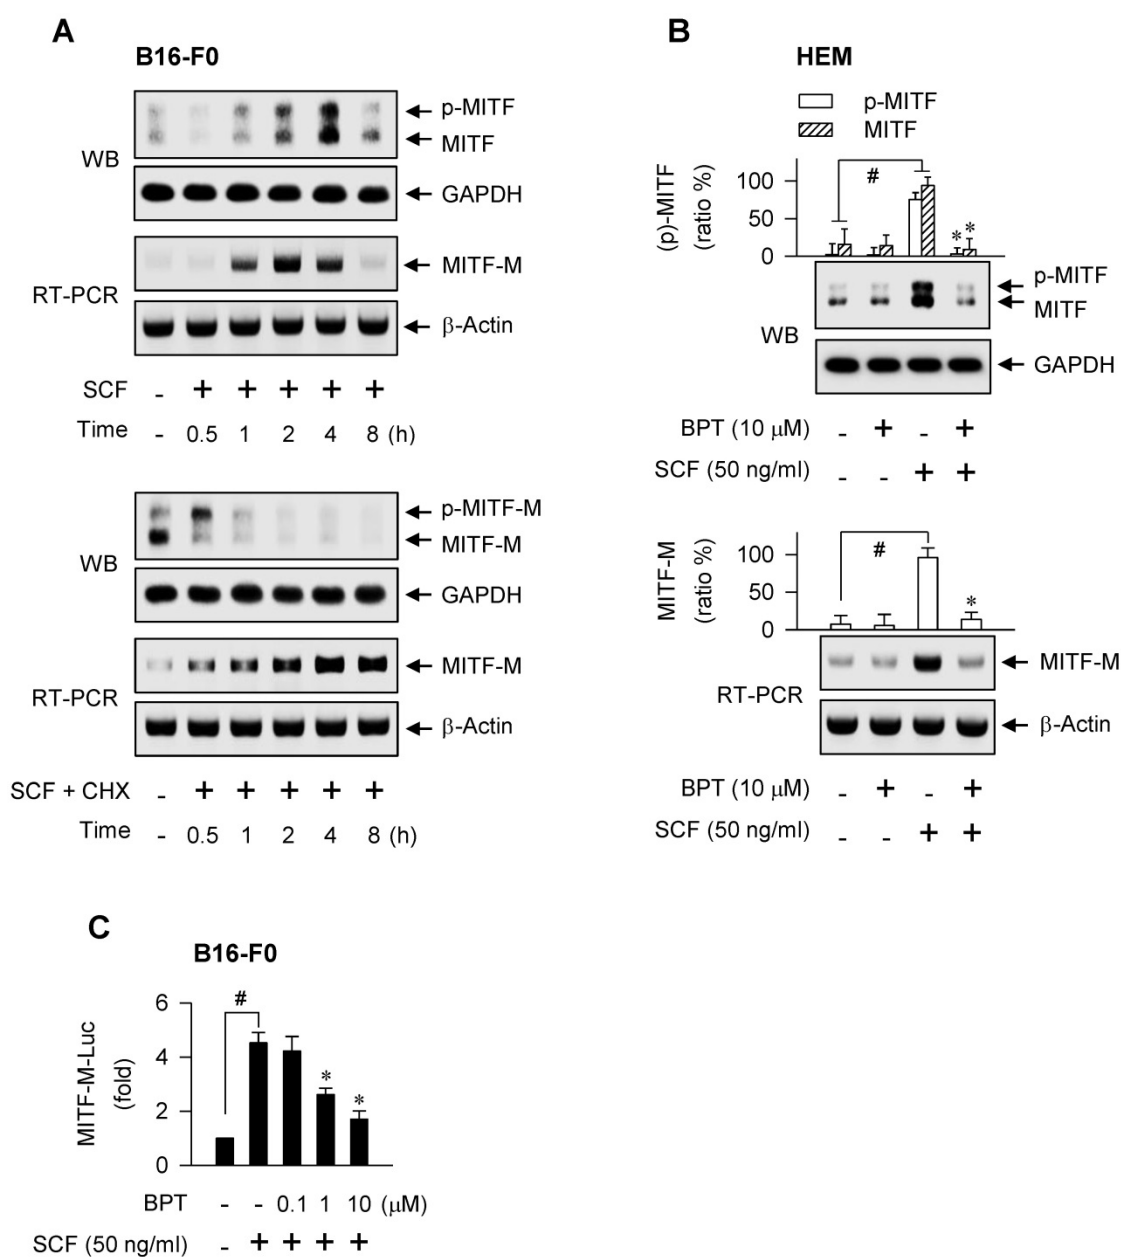 A
B16-F0
WB
p-MITF
MITF
GAPDH
RT-PCR
MITF-M
β-Actin
SCF - + + + + +
Time - 0.5 1 2 4 8 (h)
WB
p-MITF-M
MITF-M
GAPDH
RT-PCR
MITF-M
β-Actin
SCF + CHX - + + + + +
Time - 0.5 1 2 4 8 (h)
B
HEM
p-MITF
MITF
(p)-MITF
(ratio %)
100
50
0
#
* *
WB
p-MITF
MITF
GAPDH
BPT (10 μM) - + - +
SCF (50 ng/ml) - - + +
MITF-M
(ratio %)
100
50
0
#
*
RT-PCR
MITF-M
β-Actin
BPT (10 μM) - + - +
SCF (50 ng/ml) - - + +
C
B16-F0
MITF-M-Luc
(fold)
6
4
2
0
#
*
*
BPT - - 0.1 1 10 (μM)
SCF (50 ng/ml) - + + + +